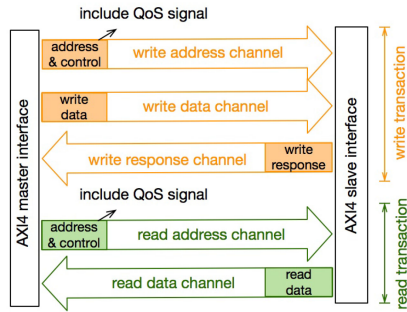 include QoS signal
address
& control
write address channel
write
data
write data channel
write response channel
write
response
include QoS signal
address
& control
read address channel
read data channel
read
data
AXI4 master interface
AXI4 slave interface
write transaction
read transaction